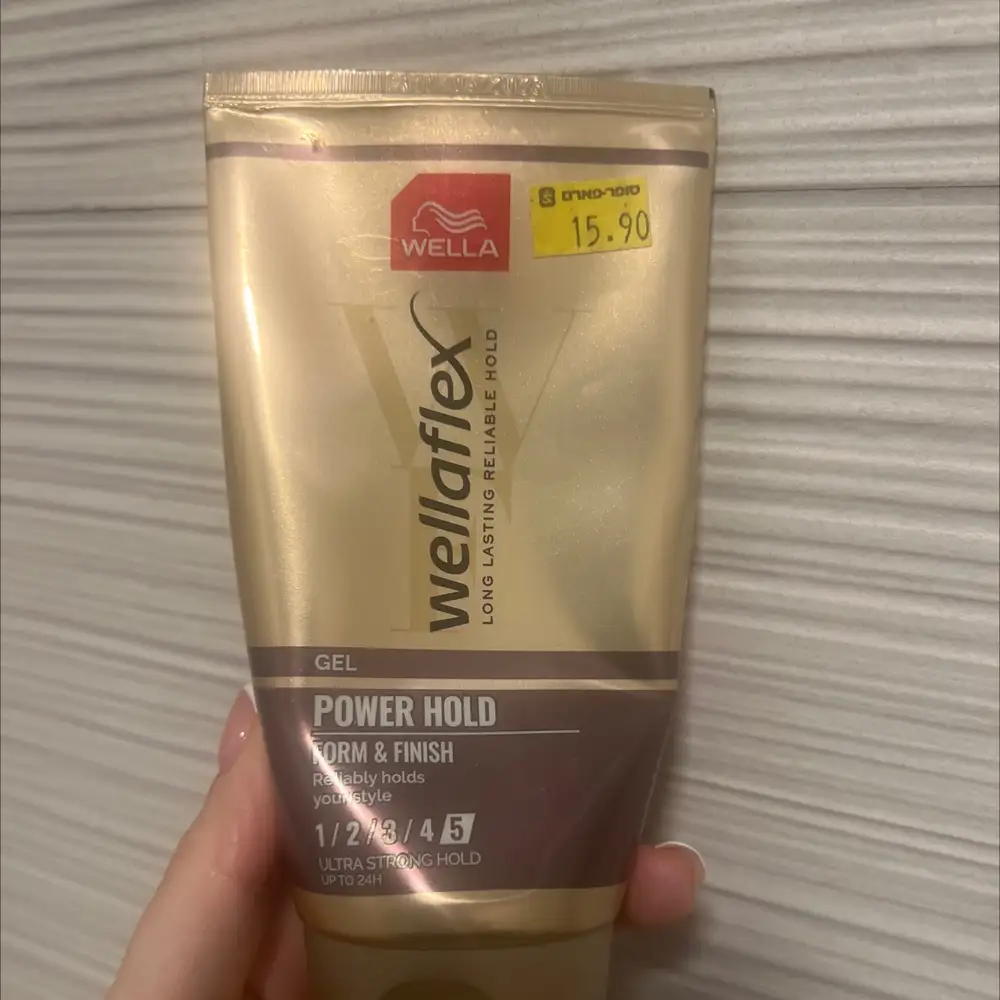 WELLA
סופר-פארם
15.90
wellaflex
LONG LASTING RELIABLE HOLD
GEL
POWER HOLD
FORM & FINISH
Reliably holds
your style
1/2/3/4 5
ULTRA STRONG HOLD
UP TO 24H